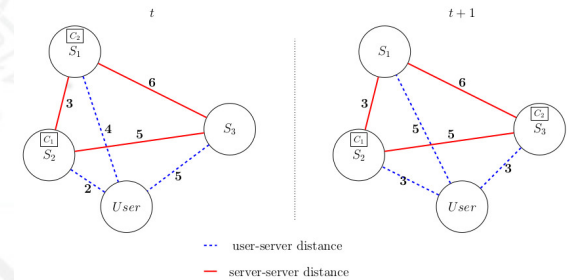 t
C₂
S₁
6
3
4
5
S₃
C₁
S₂
2
5
User
t + 1
S₁
6
3
C₂
S₃
5
5
C₁
S₂
3
3
User
user-server distance
server-server distance